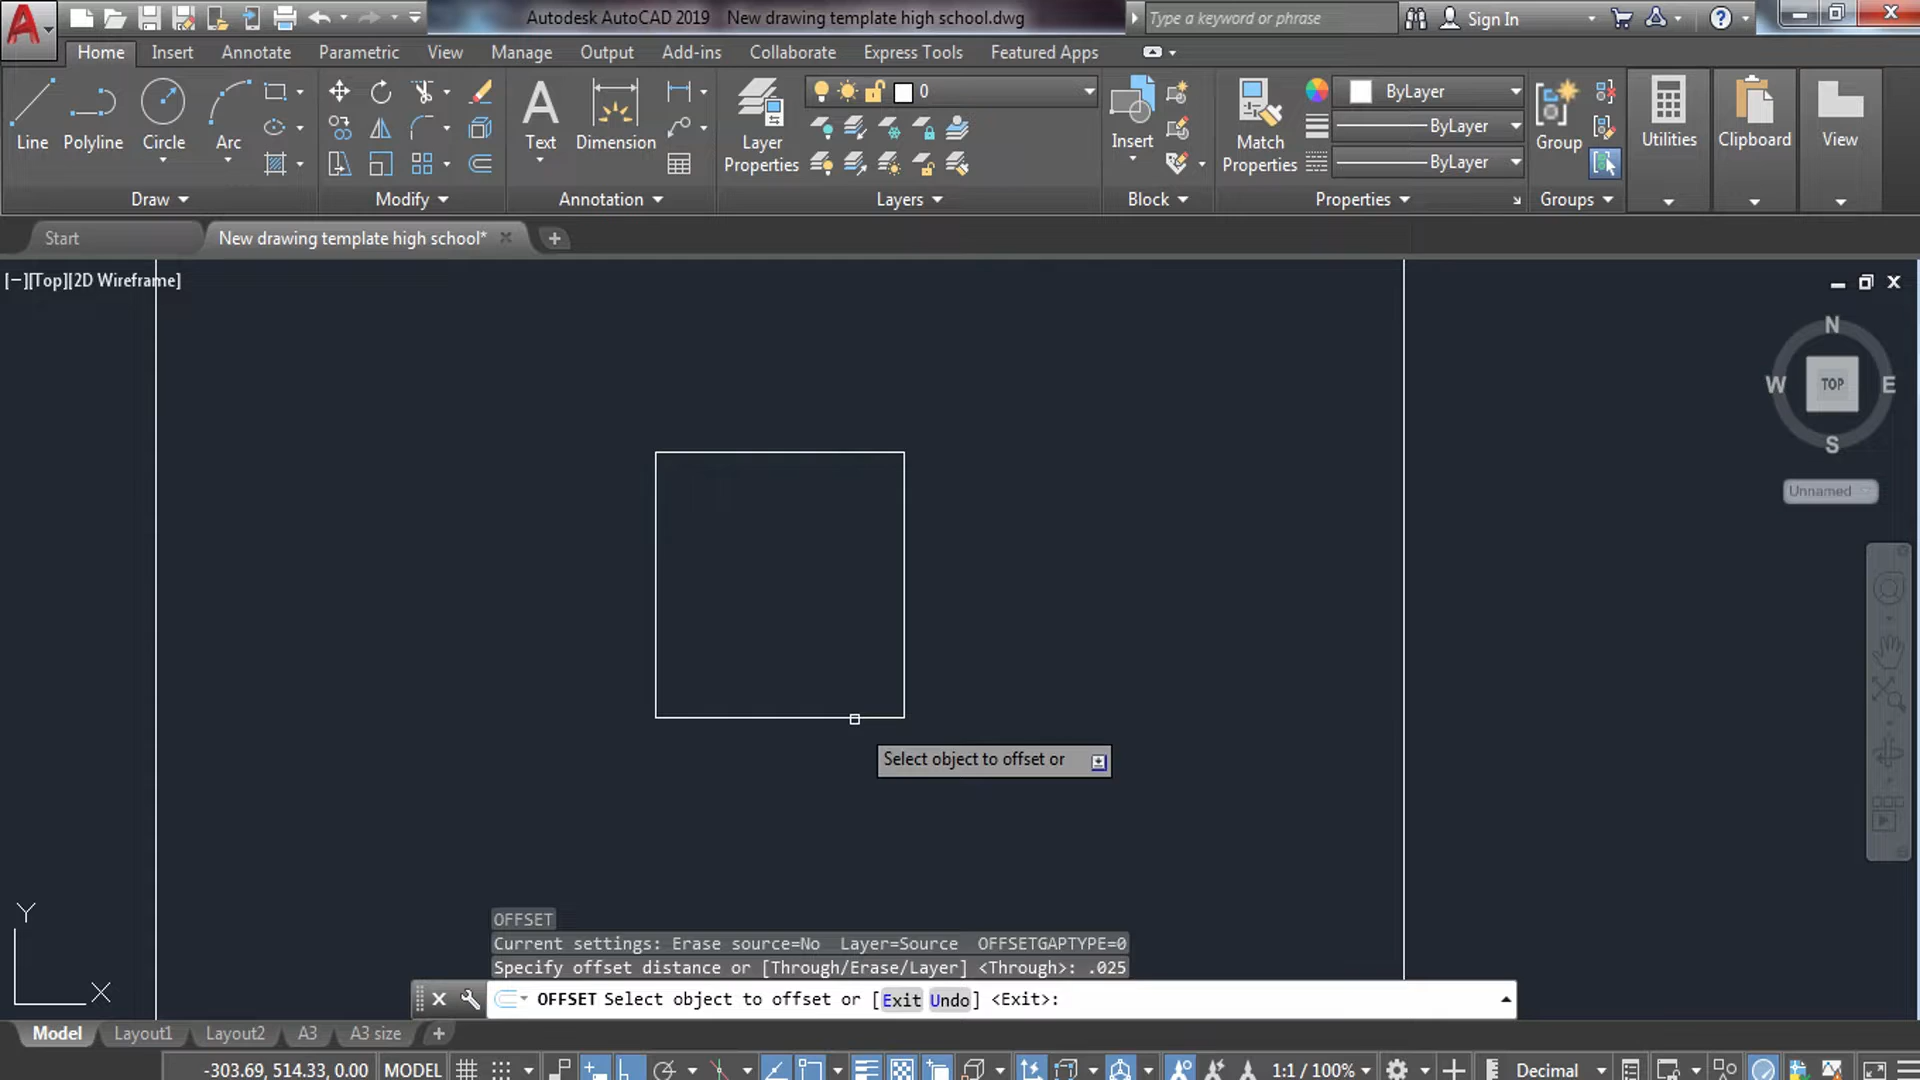 Autodesk AutoCAD 2019 New drawing template high school.dwg
Type a keyword or phrase
Sign In
Home Insert Annotate Parametric View Manage Output Add-ins Collaborate Express Tools Featured Apps
0
ByLayer
ByLayer
ByLayer
Line Polyline Circle Arc
Text Dimension
Layer
Properties
Insert
Match
Properties
Group
Utilities
Clipboard
View
Draw Modify Annotation Layers Block Properties Groups
Start New drawing template high school*
[−][Top][2D Wireframe]
N
W TOP E
S
Unnamed
Select object to offset or
Y
X
OFFSET
Current settings: Erase source=No Layer=Source OFFSETGAPTYPE=0
Specify offset distance or [Through/Erase/Layer] <Through>: .025
OFFSET Select object to offset or [Exit Undo] <Exit>:
Model Layout1 Layout2 A3 A3 size
-303.69, 514.33, 0.00 MODEL 1:1 / 100% Decimal